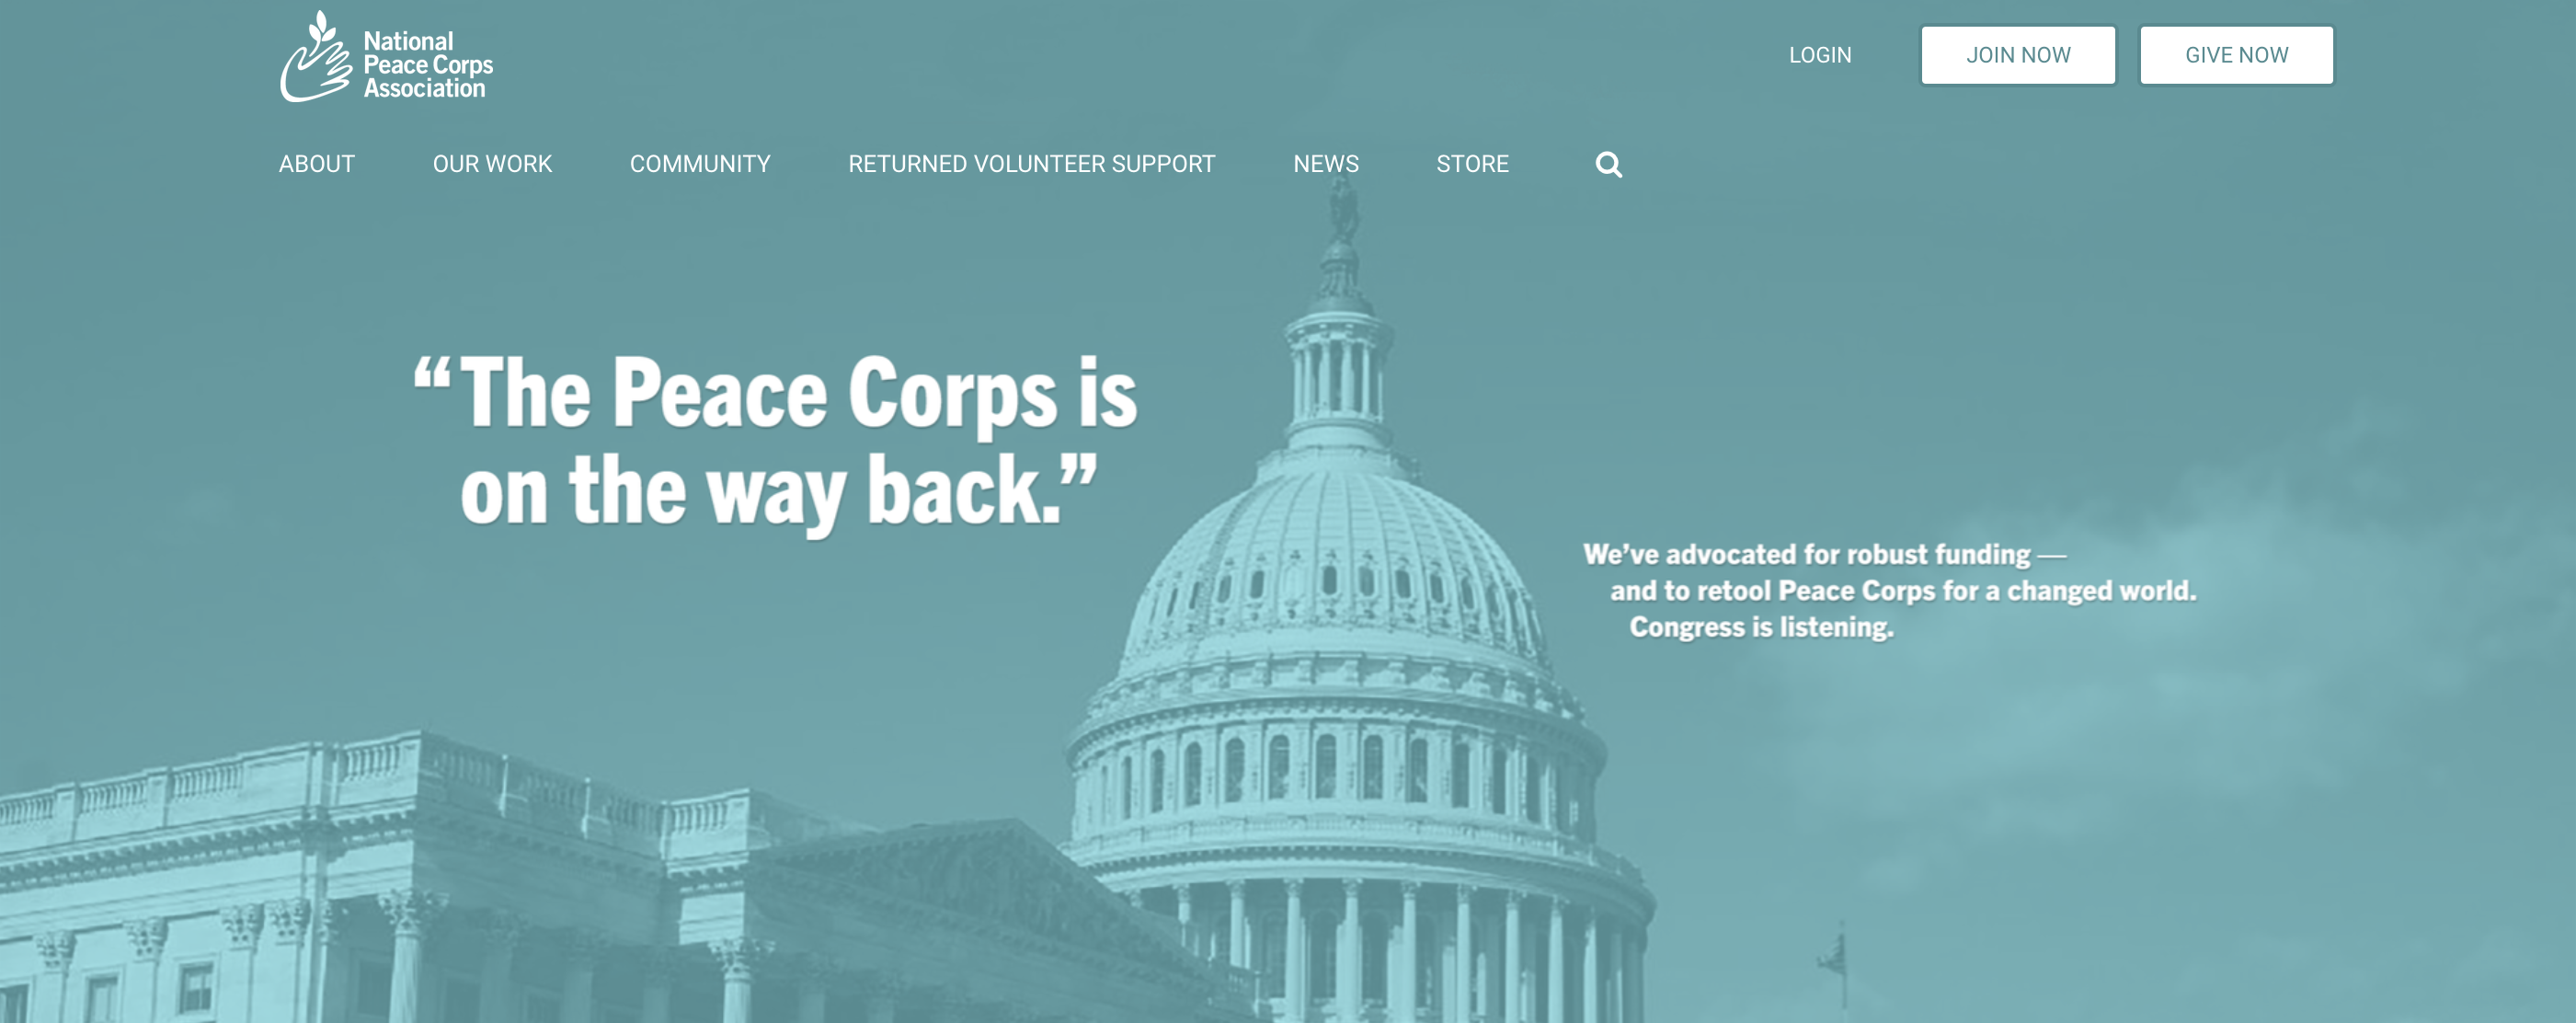 National
Peace Corps
Association
LOGIN
JOIN NOW
GIVE NOW
ABOUT
OUR WORK
COMMUNITY
RETURNED VOLUNTEER SUPPORT
NEWS
STORE
“The Peace Corps is
on the way back.”
We’ve advocated for robust funding —
and to retool Peace Corps for a changed world.
Congress is listening.